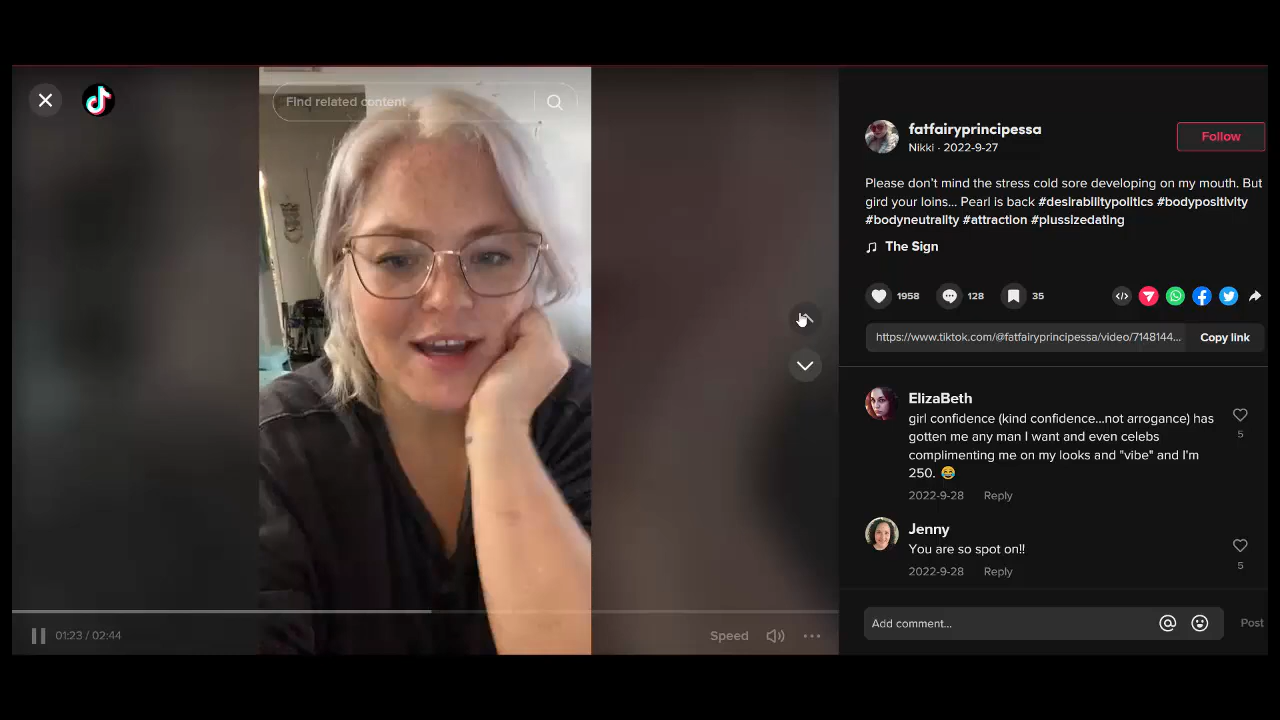 Find related content
fatfairyprincipessa
Nikki · 2022-9-27
Follow
Please don't mind the stress cold sore developing on my mouth. But
gird your loins... Pearl is back #desirabilitypolitics #bodypositivity
#bodyneutrality #attraction #plussizedating
The Sign
1958
128
35
https://www.tiktok.com/@fatfairyprincipessa/video/7148144...
Copy link
ElizaBeth
girl confidence (kind confidence...not arrogance) has
gotten me any man I want and even celebs
complimenting me on my looks and "vibe" and I'm
250. 😂
5
2022-9-28 Reply
Jenny
You are so spot on!!
5
2022-9-28 Reply
01:23 / 02:44
Speed
Add comment...
Post